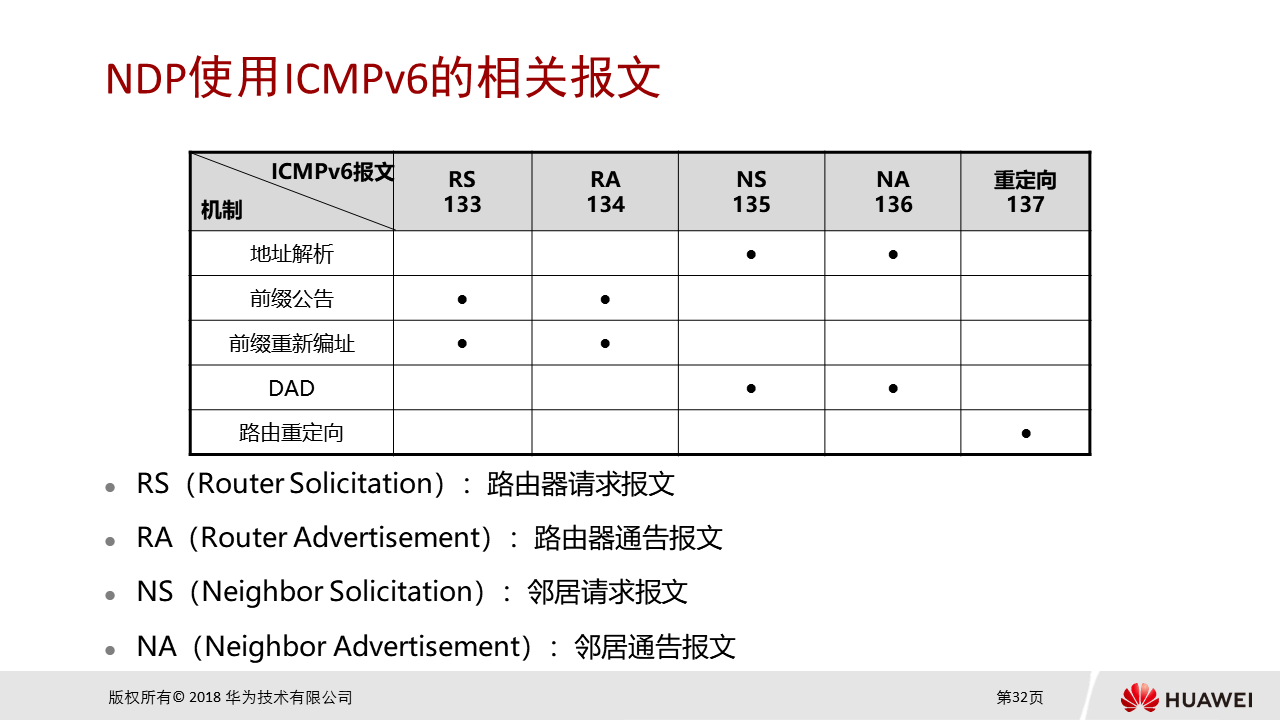 NDP使用ICMPv6的相关报文
ICMPv6报文
机制
RS
133
RA
134
NS
135
NA
136
重定向
137
地址解析 ● ●
前缀公告 ● ●
前缀重新编址 ● ●
DAD ● ●
路由重定向 ●
● RS（Router Solicitation）：路由器请求报文
● RA（Router Advertisement）：路由器通告报文
● NS（Neighbor Solicitation）：邻居请求报文
● NA（Neighbor Advertisement）：邻居通告报文
版权所有© 2018 华为技术有限公司
第32页
HUAWEI